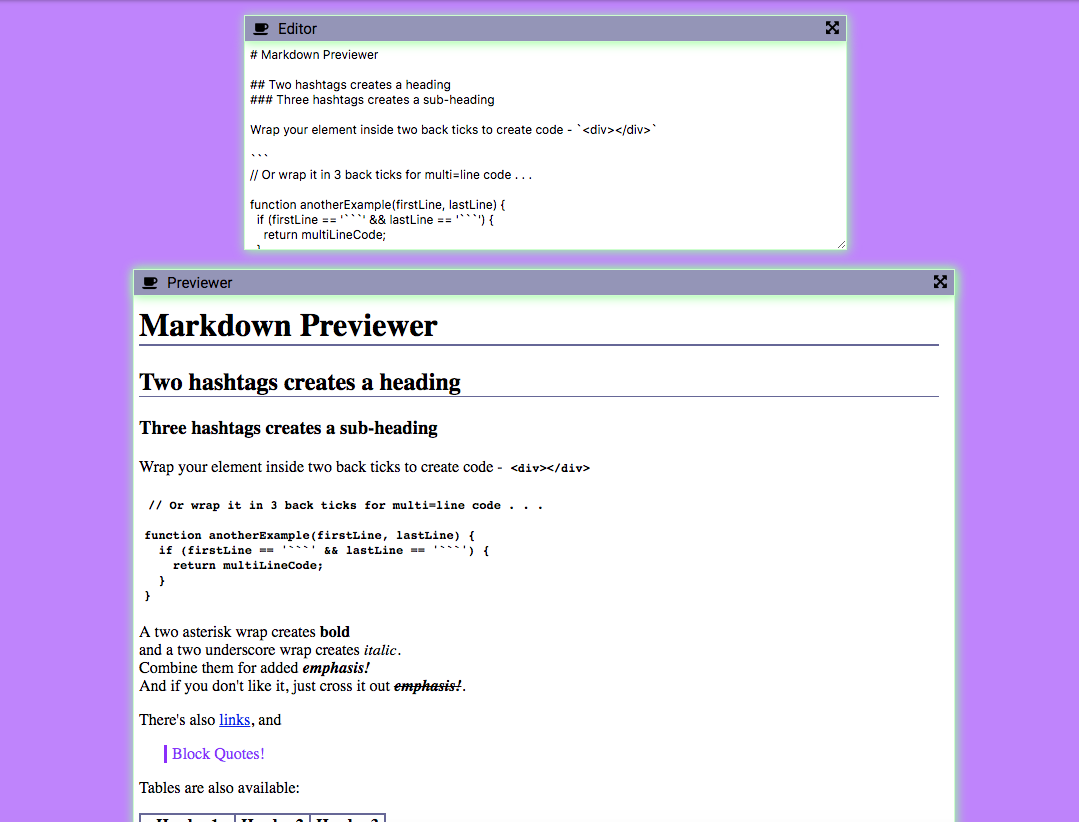 Editor
# Markdown Previewer
## Two hashtags creates a heading
### Three hashtags creates a sub-heading
Wrap your element inside two back ticks to create code - `<div></div>`
```
// Or wrap it in 3 back ticks for multi=line code . . .
function anotherExample(firstLine, lastLine) {
if (firstLine == '```' && lastLine == '```') {
return multiLineCode;
}
Previewer
Markdown Previewer
Two hashtags creates a heading
Three hashtags creates a sub-heading
Wrap your element inside two back ticks to create code - <div></div>
// Or wrap it in 3 back ticks for multi=line code . . .
function anotherExample(firstLine, lastLine) {
if (firstLine == '```' && lastLine == '```') {
return multiLineCode;
}
}
A two asterisk wrap creates bold
and a two underscore wrap creates italic.
Combine them for added emphasis!
And if you don't like it, just cross it out emphasis!.
There's also links, and
Block Quotes!
Tables are also available: